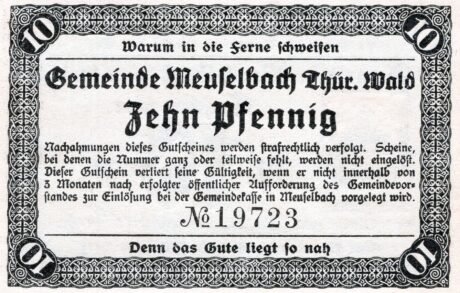 10 10
Warum in die Ferne schweifen
Gemeinde Meuselbach Thür. Wald
Zehn Pfennig
Nachahmungen dieses Gutscheines werden strafrechtlich verfolgt. Scheine,
bei denen die Nummer ganz oder teilweise fehlt, werden nicht eingelöst.
Dieser Gutschein verliert seine Gültigkeit, wenn er nicht innerhalb von
3 Monaten nach erfolgter öffentlicher Aufforderung des Gemeindevor-
standes zur Einlösung bei der Gemeindekasse in Meuselbach vorgelegt wird.
№ 19723
Denn das Gute liegt so nah
10 10